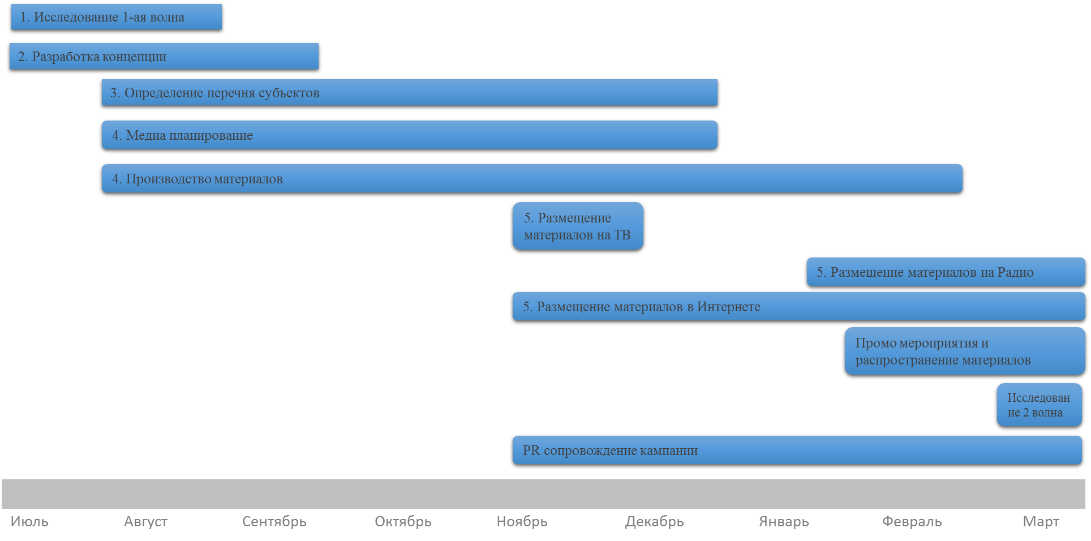 1. Исследование 1-ая волна
2. Разработка концепции
3. Определение перечня субъектов
4. Медиа планирование
4. Производство материалов
5. Размещение
материалов на ТВ
5. Размещение материалов на Радио
5. Размещение материалов в Интернете
Промо мероприятия и
распространение материалов
Исследован
ие 2 волна
PR сопровождение кампании
Июль Август Сентябрь Октябрь Ноябрь Декабрь Январь Февраль Март